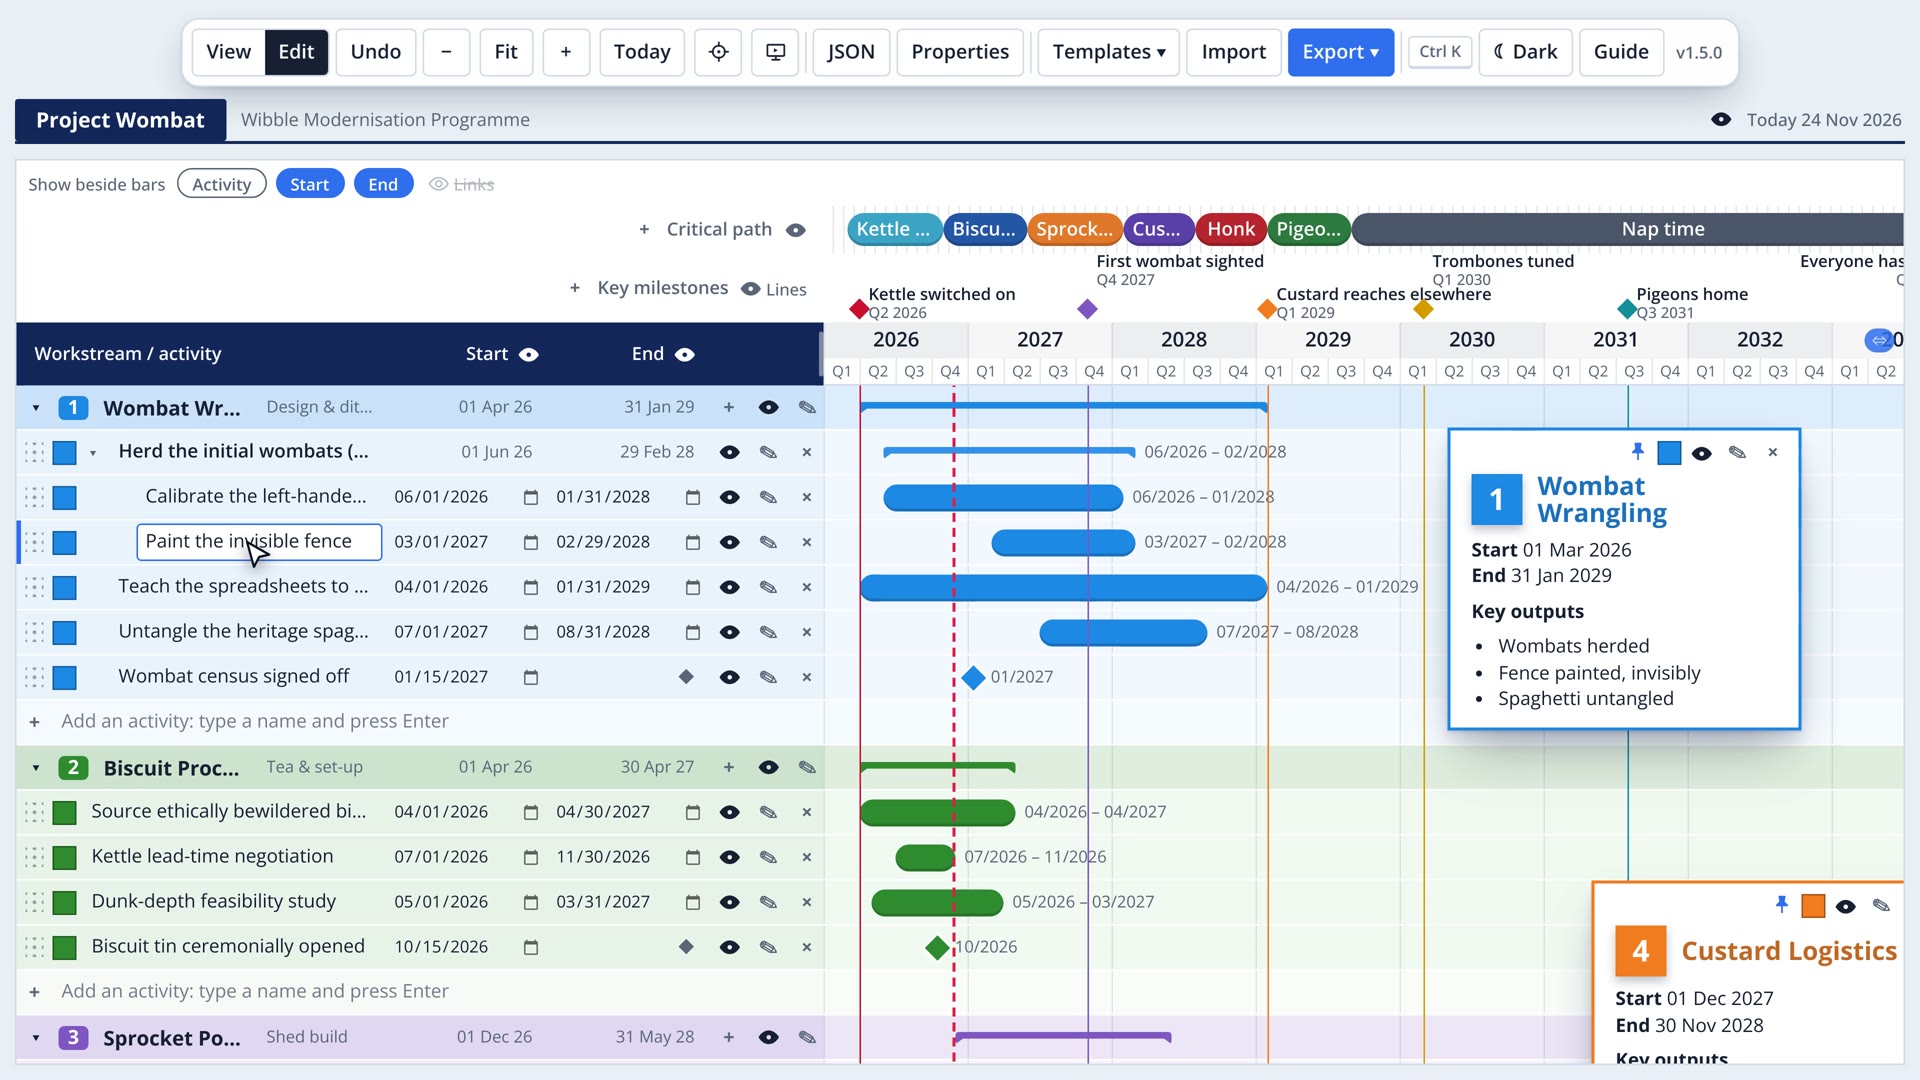 View Edit Undo − Fit + Today JSON Properties Templates ▾ Import Export ▾ Ctrl K ☾ Dark Guide v1.5.0
Project Wombat Wibble Modernisation Programme Today 24 Nov 2026
Show beside bars Activity Start End Links
+ Critical path Kettle ... Biscu... Sprock... Cus... Honk Pigeo... Nap time
First wombat sighted Trombones tuned Everyone has
Q4 2027 Q1 2030
+ Key milestones Lines Kettle switched on Custard reaches elsewhere Pigeons home
Q2 2026 Q1 2029 Q3 2031
Workstream / activity Start End 2026 2027 2028 2029 2030 2031 2032
Q1 Q2 Q3 Q4 Q1 Q2 Q3 Q4 Q1 Q2 Q3 Q4 Q1 Q2 Q3 Q4 Q1 Q2 Q3 Q4 Q1 Q2 Q3 Q4 Q1 Q2 Q3 Q4 Q1 Q2
1 Wombat Wr... Design & dit... 01 Apr 26 31 Jan 29 +
Herd the initial wombats (... 01 Jun 26 29 Feb 28 × 06/2026 – 02/2028
Calibrate the left-hande... 06/01/2026 01/31/2028 × 06/2026 – 01/2028
Paint the invisible fence 03/01/2027 02/29/2028 × 03/2027 – 02/2028
Teach the spreadsheets to ... 04/01/2026 01/31/2029 × 04/2026 – 01/2029
Untangle the heritage spag... 07/01/2027 08/31/2028 × 07/2027 – 08/2028
Wombat census signed off 01/15/2027 × 01/2027
+ Add an activity: type a name and press Enter
2 Biscuit Proc... Tea & set-up 01 Apr 26 30 Apr 27 +
Source ethically bewildered bi... 04/01/2026 04/30/2027 × 04/2026 – 04/2027
Kettle lead-time negotiation 07/01/2026 11/30/2026 × 07/2026 – 11/2026
Dunk-depth feasibility study 05/01/2026 03/31/2027 × 05/2026 – 03/2027
Biscuit tin ceremonially opened 10/15/2026 × 10/2026
+ Add an activity: type a name and press Enter
3 Sprocket Po... Shed build 01 Dec 26 31 May 28 +
×
1 Wombat
Wrangling
Start 01 Mar 2026
End 31 Jan 2029
Key outputs
• Wombats herded
• Fence painted, invisibly
• Spaghetti untangled
4 Custard Logistics
Start 01 Dec 2027
End 30 Nov 2028
Key outputs